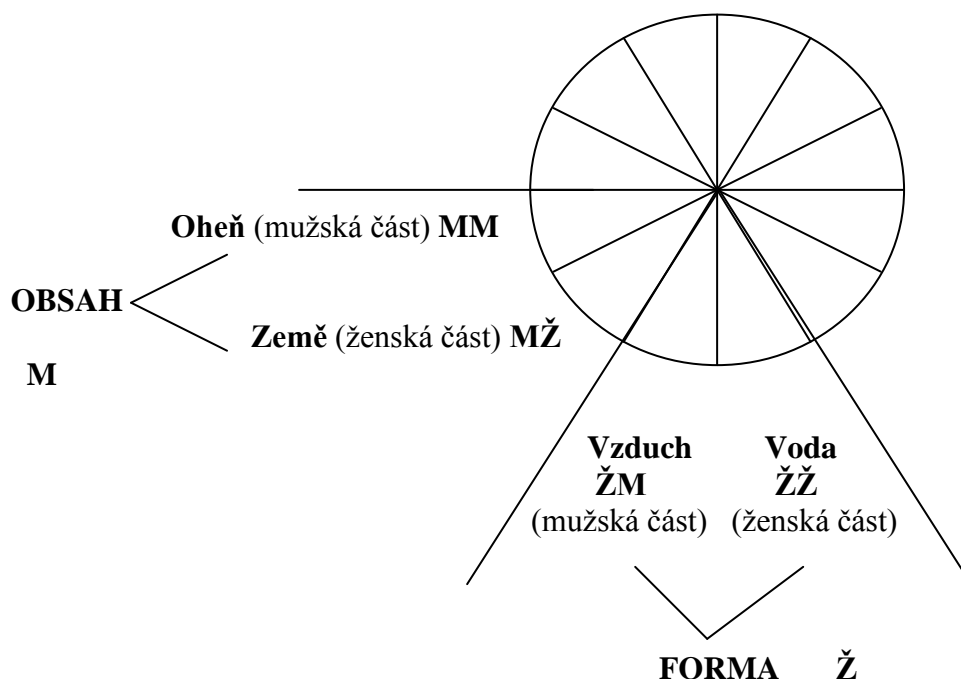 Oheň (mužská část) MM
OBSAH
Země (ženská část) MŽ
M
Vzduch Voda
ŽM ŽŽ
(mužská část) (ženská část)
FORMA Ž